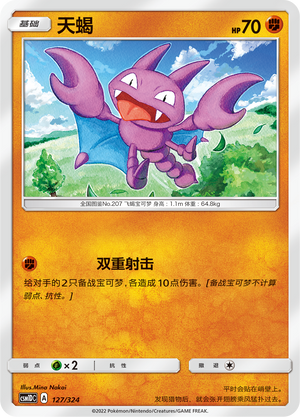 基础 天蝎 HP70
全国图鉴No.207 飞蝎宝可梦 身高：1.1m 体重：64.8kg
双重射击
给对手的2只备战宝可梦，各造成10点伤害。[备战宝可梦不计算
弱点、抗性。]
弱点 ×2 抗性 撤退
Illus.Mina Nakai
CSM1DC A 127/324
平时会贴在峭壁上。
发现猎物后，就会张开翅膀乘风猛扑过去。
©2022 Pokémon/Nintendo/Creatures/GAME FREAK.